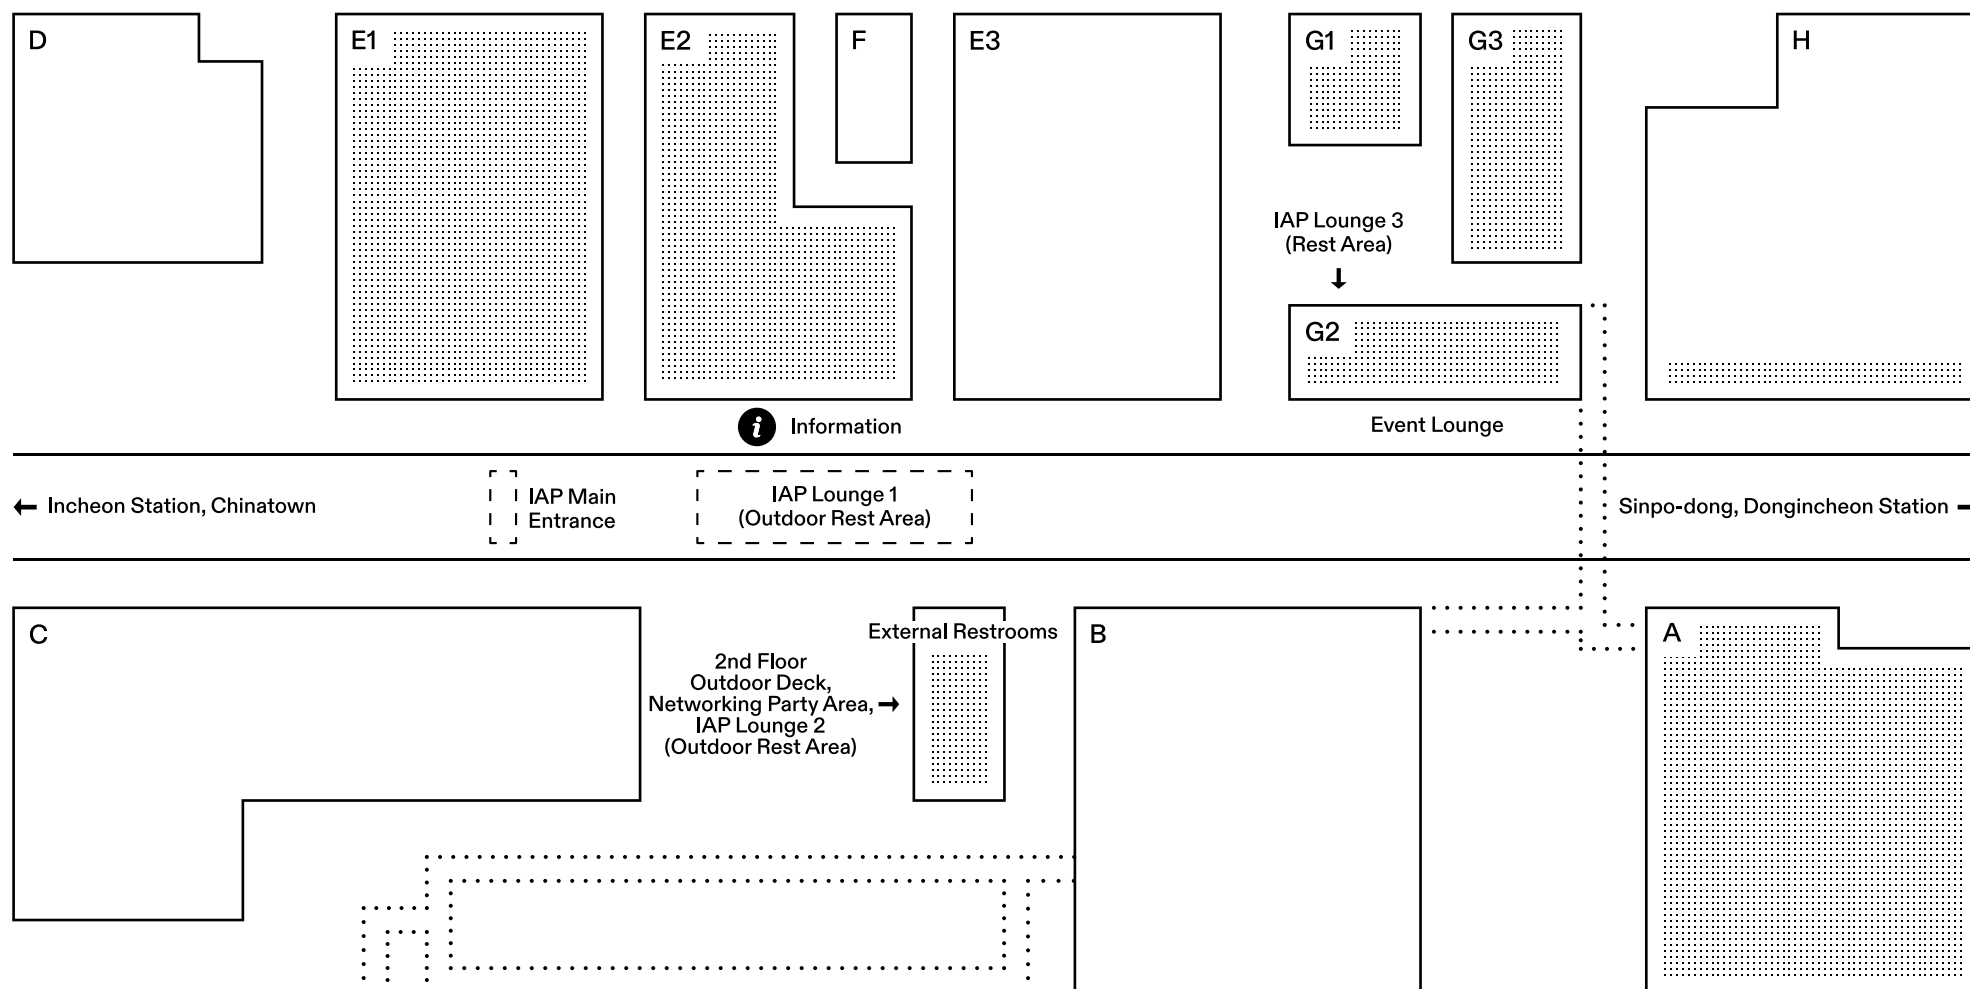 D
E1
E2
F
E3
G1
G3
H
IAP Lounge 3
(Rest Area)
G2
i
Information
Event Lounge
Incheon Station, Chinatown
IAP Main
Entrance
IAP Lounge 1
(Outdoor Rest Area)
Sinpo-dong, Dongincheon Station
C
External Restrooms
B
A
2nd Floor
Outdoor Deck,
Networking Party Area,
IAP Lounge 2
(Outdoor Rest Area)